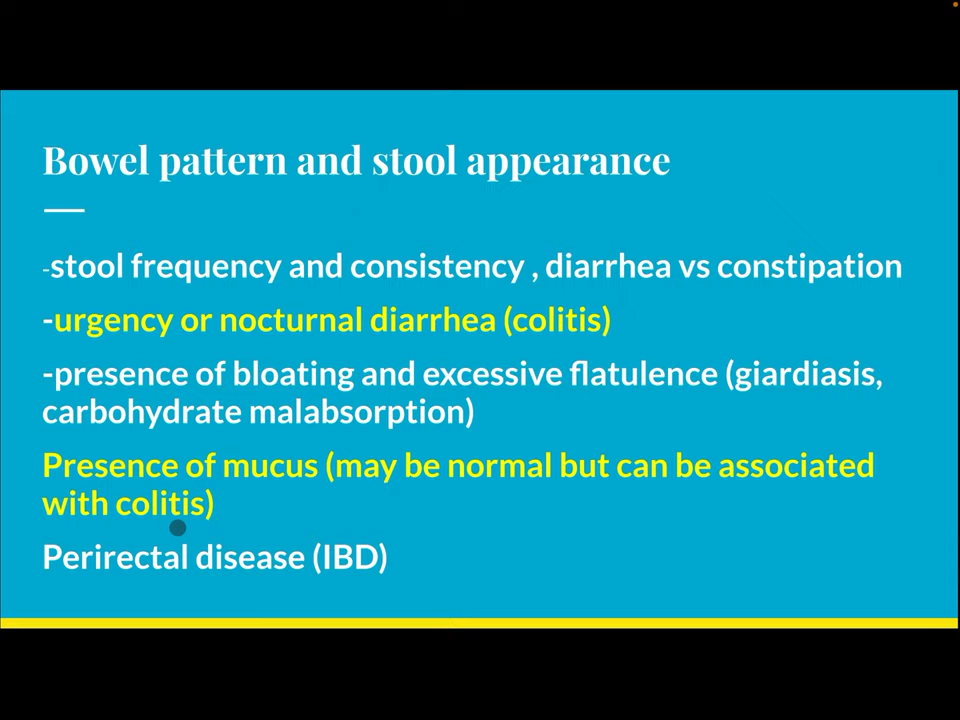 Bowel pattern and stool appearance
-stool frequency and consistency , diarrhea vs constipation
-urgency or nocturnal diarrhea (colitis)
-presence of bloating and excessive flatulence (giardiasis,
carbohydrate malabsorption)
Presence of mucus (may be normal but can be associated
with colitis)
Perirectal disease (IBD)